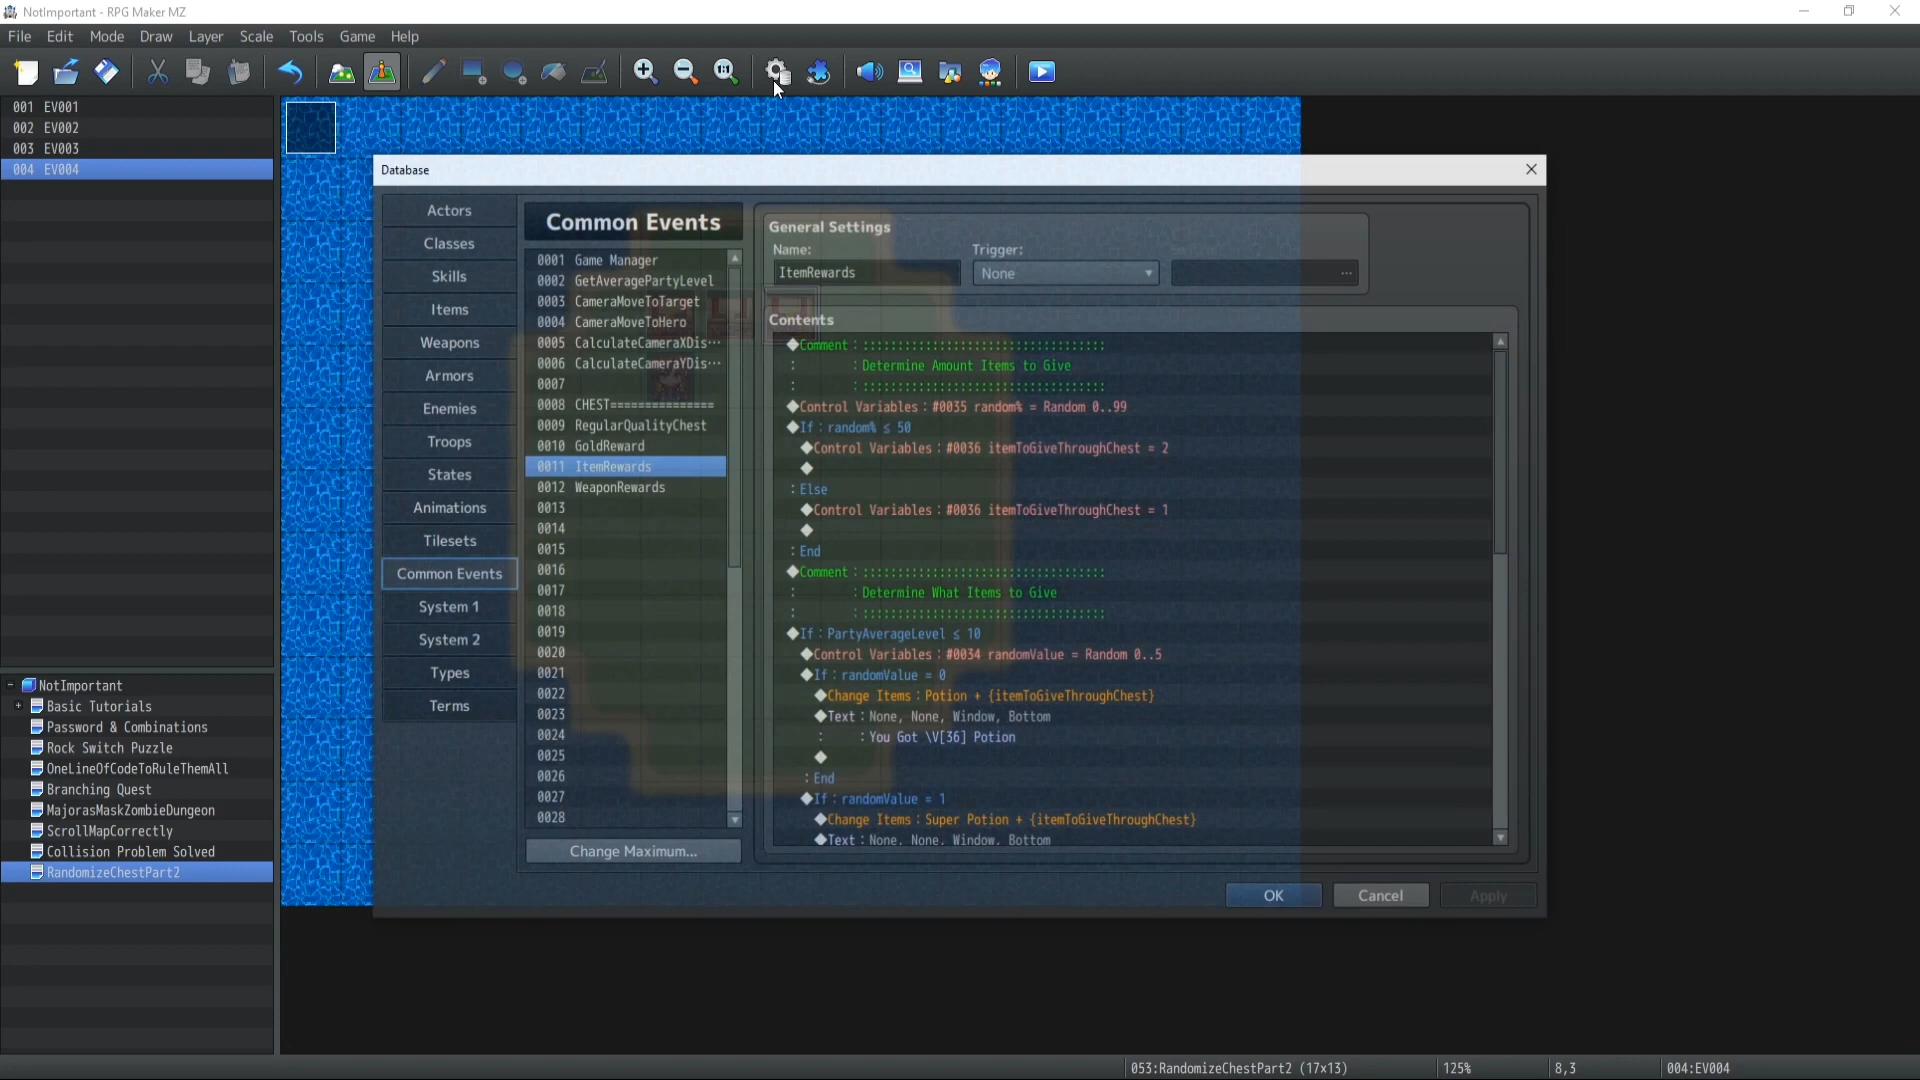 NotImportant - RPG Maker MZ
File Edit Mode Draw Layer Scale Tools Game Help
001 EV001
002 EV002
003 EV003
004 EV004
NotImportant
Basic Tutorials
Password & Combinations
Rock Switch Puzzle
OneLineOfCodeToRuleThemAll
Branching Quest
MajorasMaskZombieDungeon
ScrollMapCorrectly
Collision Problem Solved
RandomizeChestPart2
Database
Actors
Classes
Skills
Items
Weapons
Armors
Enemies
Troops
States
Animations
Tilesets
Common Events
System 1
System 2
Types
Terms
Common Events
0001 Game Manager
0002 GetAveragePartyLevel
0003 CameraMoveToTarget
0004 CameraMoveToHero
0005 CalculateCameraXDis…
0006 CalculateCameraYDis…
0007
0008 CHEST===============
0009 RegularQualityChest
0010 GoldReward
0011 ItemRewards
0012 WeaponRewards
0013
0014
0015
0016
0017
0018
0019
0020
0021
0022
0023
0024
0025
0026
0027
0028
Change Maximum...
General Settings
Name: Trigger:
ItemRewards None ...
Contents
◆Comment : :::::::::::::::::::::::::::::::::::
: : Determine Amount Items to Give
: : :::::::::::::::::::::::::::::::::::
◆Control Variables : #0035 random% = Random 0..99
◆If : random% ≤ 50
◆Control Variables : #0036 itemToGiveThroughChest = 2
◆
: Else
◆Control Variables : #0036 itemToGiveThroughChest = 1
◆
: End
◆Comment : :::::::::::::::::::::::::::::::::::
: : Determine What Items to Give
: : :::::::::::::::::::::::::::::::::::
◆If : PartyAverageLevel ≤ 10
◆Control Variables : #0034 randomValue = Random 0..5
◆If : randomValue = 0
◆Change Items : Potion + {itemToGiveThroughChest}
◆Text : None, None, Window, Bottom
: : You Got \V[36] Potion
◆
: End
◆If : randomValue = 1
◆Change Items : Super Potion + {itemToGiveThroughChest}
◆Text : None, None, Window, Bottom
OK Cancel Apply
053:RandomizeChestPart2 (17x13) 125% 8,3 004:EV004